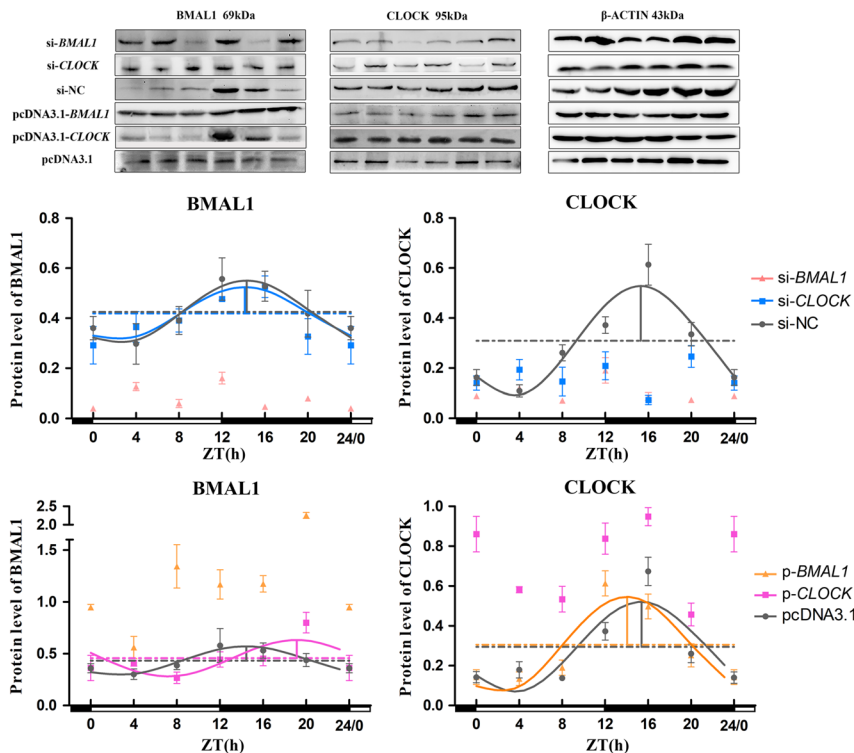 BMAL1 69kDa CLOCK 95kDa β-ACTIN 43kDa
si-BMAL1
si-CLOCK
si-NC
pcDNA3.1-BMAL1
pcDNA3.1-CLOCK
pcDNA3.1
BMAL1
Protein level of BMAL1
0.8
0.6
0.4
0.2
0.0
0 4 8 12 16 20 24/0
ZT(h)
CLOCK
Protein level of CLOCK
0.8
0.6
0.4
0.2
0.0
0 4 8 12 16 20 24/0
ZT(h)
si-BMAL1
si-CLOCK
si-NC
BMAL1
Protein level of BMAL1
2.5
2.0
1.5
1.0
0.5
0.0
0 4 8 12 16 20 24/0
ZT(h)
CLOCK
Protein level of CLOCK
1.0
0.8
0.6
0.4
0.2
0.0
0 4 8 12 16 20 24/0
ZT(h)
p-BMAL1
p-CLOCK
pcDNA3.1